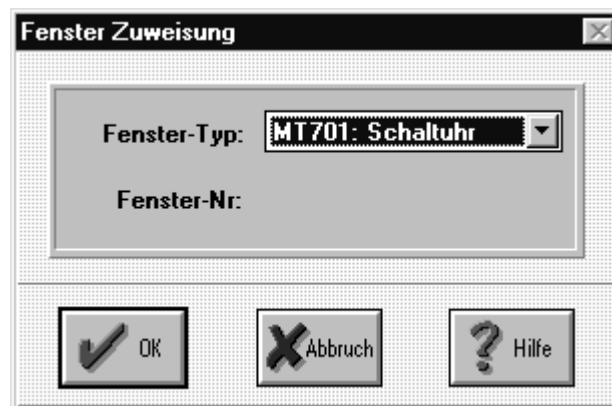 Fenster Zuweisung
Fenster-Typ: MT701: Schaltuhr
Fenster-Nr:
OK Abbruch Hilfe